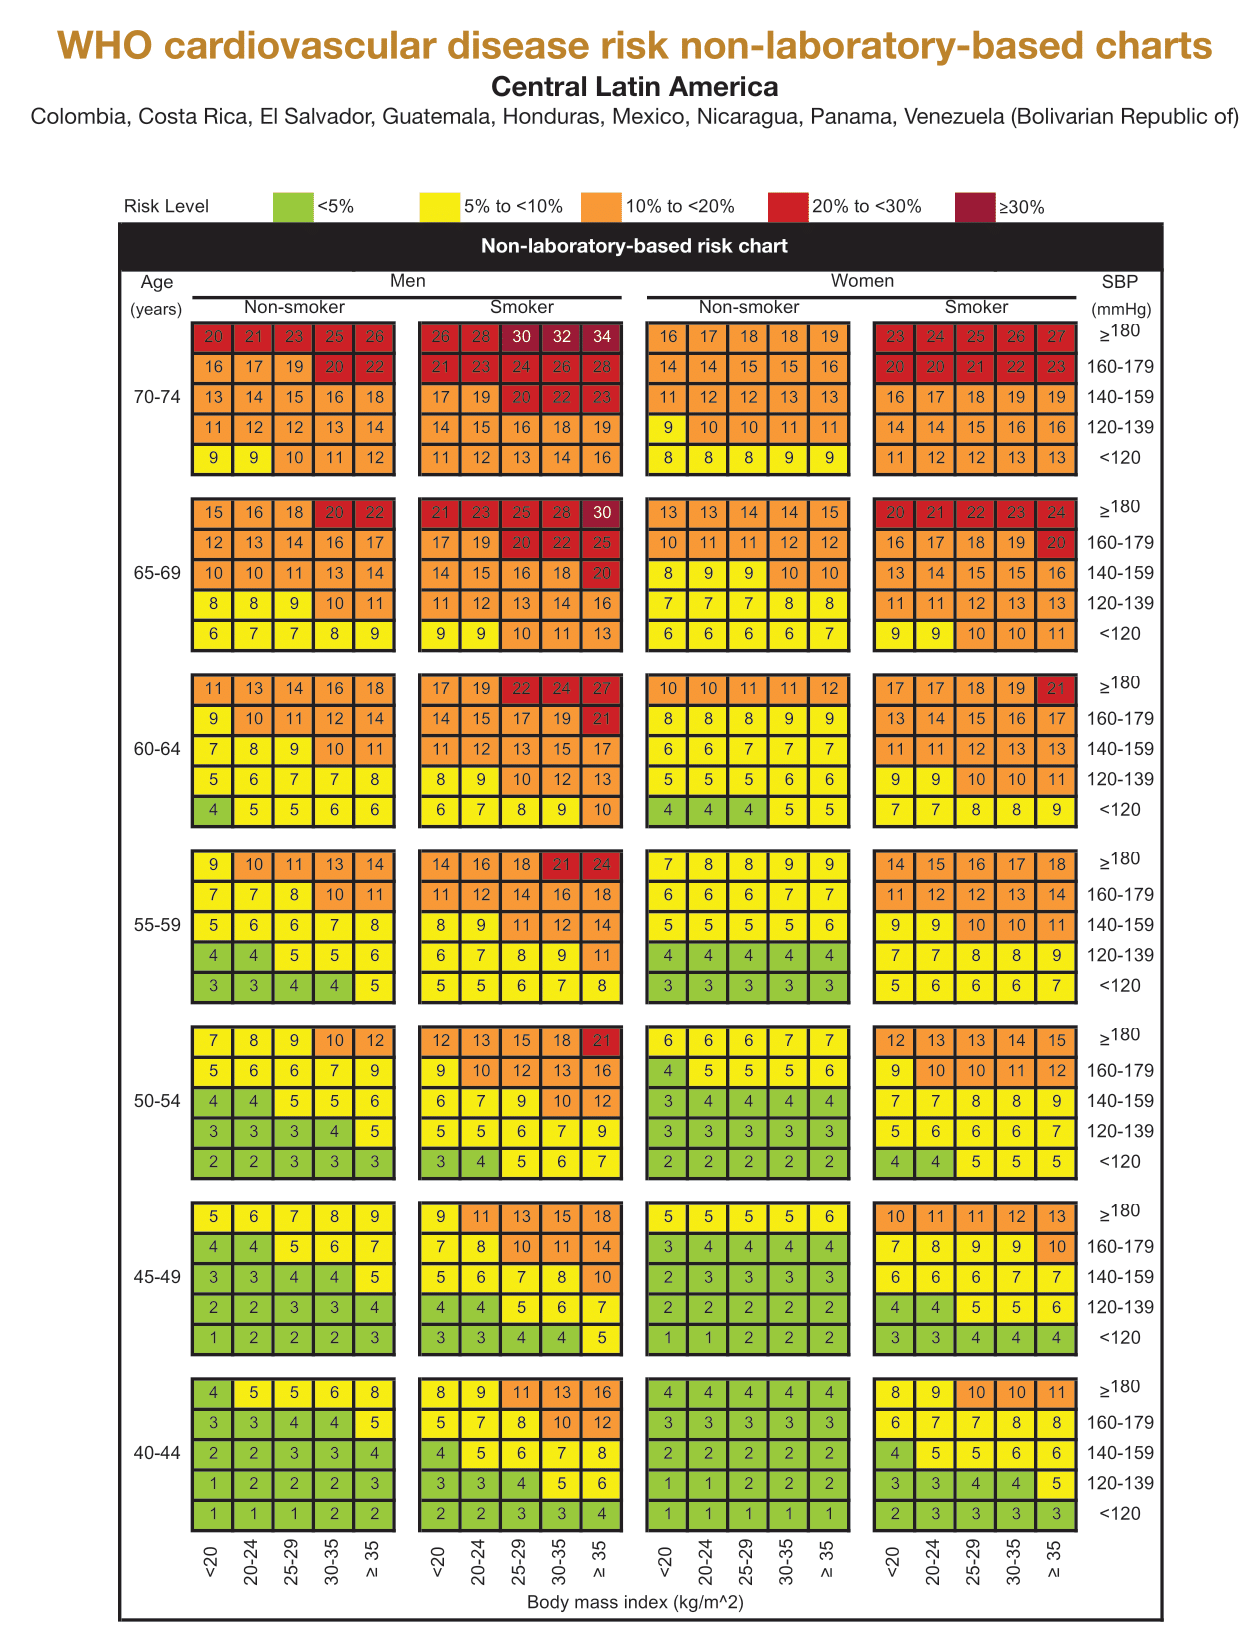 WHO cardiovascular disease risk non-laboratory-based charts
Central Latin America
Colombia, Costa Rica, El Salvador, Guatemala, Honduras, Mexico, Nicaragua, Panama, Venezuela (Bolivarian Republic of)
Risk Level <5% 5% to <10% 10% to <20% 20% to <30% ≥30%
Non-laboratory-based risk chart
Age Men Women SBP
(years) Non-smoker Smoker Non-smoker Smoker (mmHg)
20 21 23 25 26 26 28 30 32 34 16 17 18 18 19 23 24 25 26 27 ≥180
16 17 19 20 22 21 23 24 26 28 14 14 15 15 16 20 20 21 22 23 160-179
70-74 13 14 15 16 18 17 19 20 22 23 11 12 12 13 13 16 17 18 19 19 140-159
11 12 12 13 14 14 15 16 18 19 9 10 10 11 11 14 14 15 16 16 120-139
9 9 10 11 12 11 12 13 14 16 8 8 8 9 9 11 12 12 13 13 <120
15 16 18 20 22 21 23 25 28 30 13 13 14 14 15 20 21 22 23 24 ≥180
12 13 14 16 17 17 19 20 22 25 10 11 11 12 12 16 17 18 19 20 160-179
65-69 10 10 11 13 14 14 15 16 18 20 8 9 9 10 10 13 14 15 15 16 140-159
8 8 9 10 11 11 12 13 14 16 7 7 7 8 8 11 11 12 13 13 120-139
6 7 7 8 9 9 9 10 11 13 6 6 6 6 7 9 9 10 10 11 <120
11 13 14 16 18 17 19 22 24 27 10 10 11 11 12 17 17 18 19 21 ≥180
9 10 11 12 14 14 15 17 19 21 8 8 8 9 9 13 14 15 16 17 160-179
60-64 7 8 9 10 11 11 12 13 15 17 6 6 7 7 7 11 11 12 13 13 140-159
5 6 7 7 8 8 9 10 12 13 5 5 5 6 6 9 9 10 10 11 120-139
4 5 5 6 6 6 7 8 9 10 4 4 4 5 5 7 7 8 8 9 <120
9 10 11 13 14 14 16 18 21 24 7 8 8 9 9 14 15 16 17 18 ≥180
7 7 8 10 11 11 12 14 16 18 6 6 6 7 7 11 12 12 13 14 160-179
55-59 5 6 6 7 8 8 9 11 12 14 5 5 5 5 6 9 9 10 10 11 140-159
4 4 5 5 6 6 7 8 9 11 4 4 4 4 4 7 7 8 8 9 120-139
3 3 4 4 5 5 5 6 7 8 3 3 3 3 3 5 6 6 6 7 <120
7 8 9 10 12 12 13 15 18 21 6 6 6 7 7 12 13 13 14 15 ≥180
5 6 6 7 9 9 10 12 13 16 4 5 5 5 6 9 10 10 11 12 160-179
50-54 4 4 5 5 6 6 7 9 10 12 3 4 4 4 4 7 7 8 8 9 140-159
3 3 3 4 5 5 5 6 7 9 3 3 3 3 3 5 6 6 6 7 120-139
2 2 3 3 3 3 4 5 6 7 2 2 2 2 2 4 4 5 5 5 <120
5 6 7 8 9 9 11 13 15 18 5 5 5 5 6 10 11 11 12 13 ≥180
4 4 5 6 7 7 8 10 11 14 3 4 4 4 4 7 8 9 9 10 160-179
45-49 3 3 4 4 5 5 6 7 8 10 2 3 3 3 3 6 6 6 7 7 140-159
2 2 3 3 4 4 4 5 6 7 2 2 2 2 2 4 4 5 5 6 120-139
1 2 2 2 3 3 3 4 4 5 1 1 2 2 2 3 3 4 4 4 <120
4 5 5 6 8 8 9 11 13 16 4 4 4 4 4 8 9 10 10 11 ≥180
3 3 4 4 5 5 7 8 10 12 3 3 3 3 3 6 7 7 8 8 160-179
40-44 2 2 3 3 4 4 5 6 7 8 2 2 2 2 2 4 5 5 6 6 140-159
1 2 2 2 3 3 3 4 5 6 1 1 2 2 2 3 3 4 4 5 120-139
1 1 1 2 2 2 2 3 3 4 1 1 1 1 1 2 3 3 3 3 <120
<20 20-24 25-29 30-35 ≥ 35 <20 20-24 25-29 30-35 ≥ 35 <20 20-24 25-29 30-35 ≥ 35 <20 20-24 25-29 30-35 ≥ 35
Body mass index (kg/m^2)